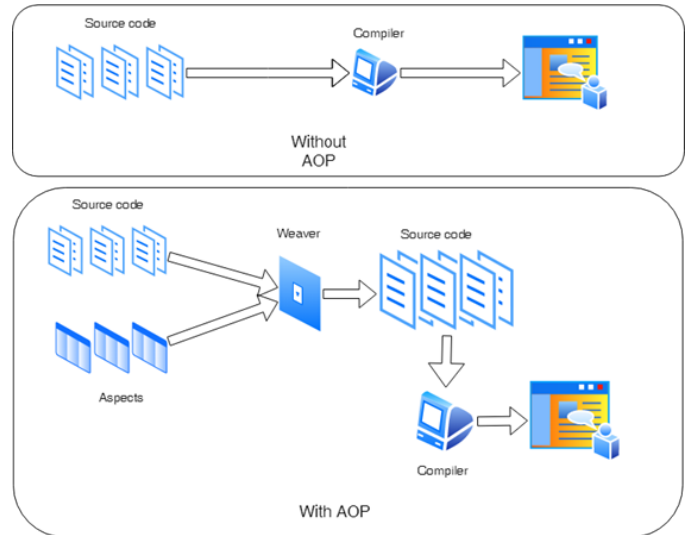 Source code
Compiler
Without
AOP
Source code
Weaver
Source code
Aspects
Compiler
With AOP